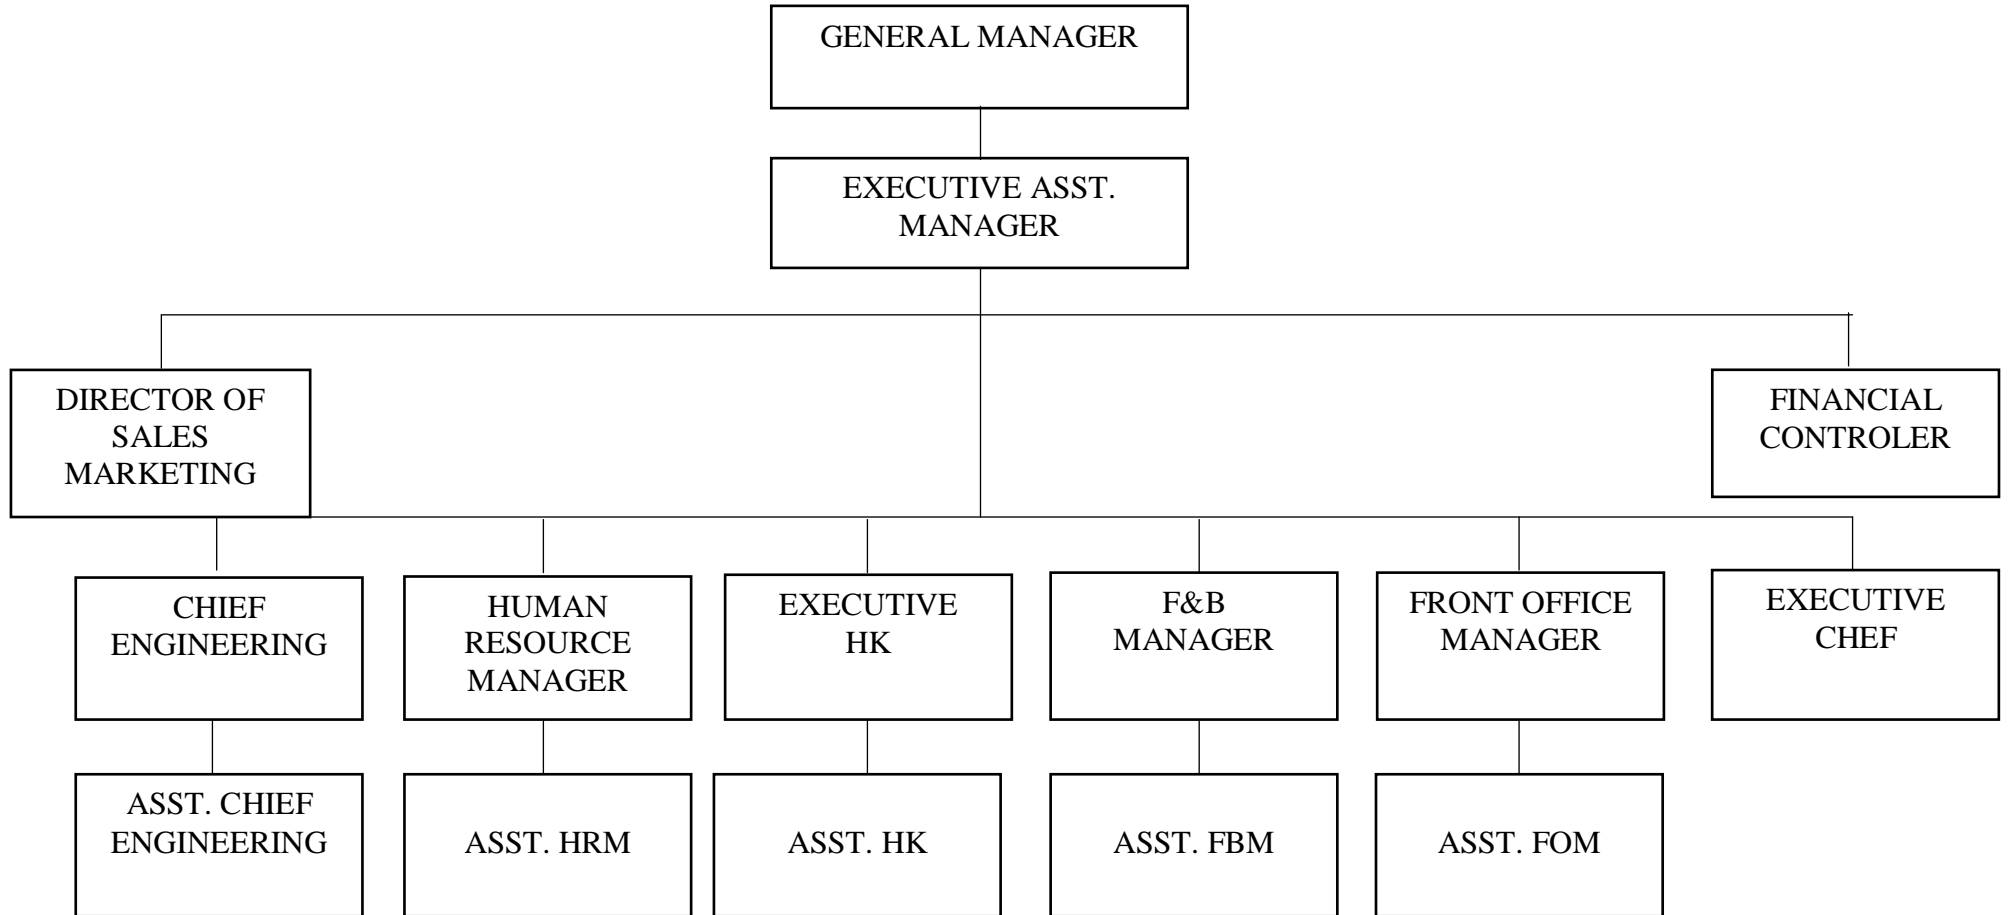 GENERAL MANAGER
EXECUTIVE ASST.
MANAGER
DIRECTOR OF
SALES
MARKETING
FINANCIAL
CONTROLER
CHIEF
ENGINEERING
HUMAN
RESOURCE
MANAGER
EXECUTIVE
HK
F&B
MANAGER
FRONT OFFICE
MANAGER
EXECUTIVE
CHEF
ASST. CHIEF
ENGINEERING
ASST. HRM
ASST. HK
ASST. FBM
ASST. FOM